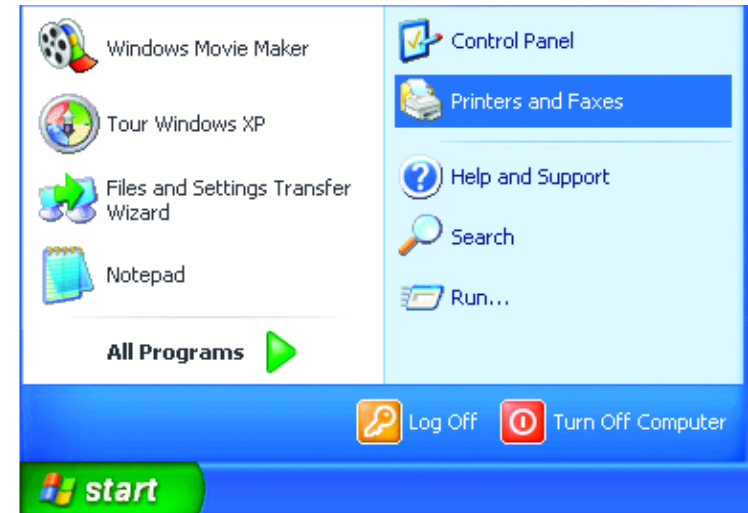 Windows Movie Maker
Tour Windows XP
Files and Settings Transfer
Wizard
Notepad
All Programs
Control Panel
Printers and Faxes
Help and Support
Search
Run...
Log Off
Turn Off Computer
start